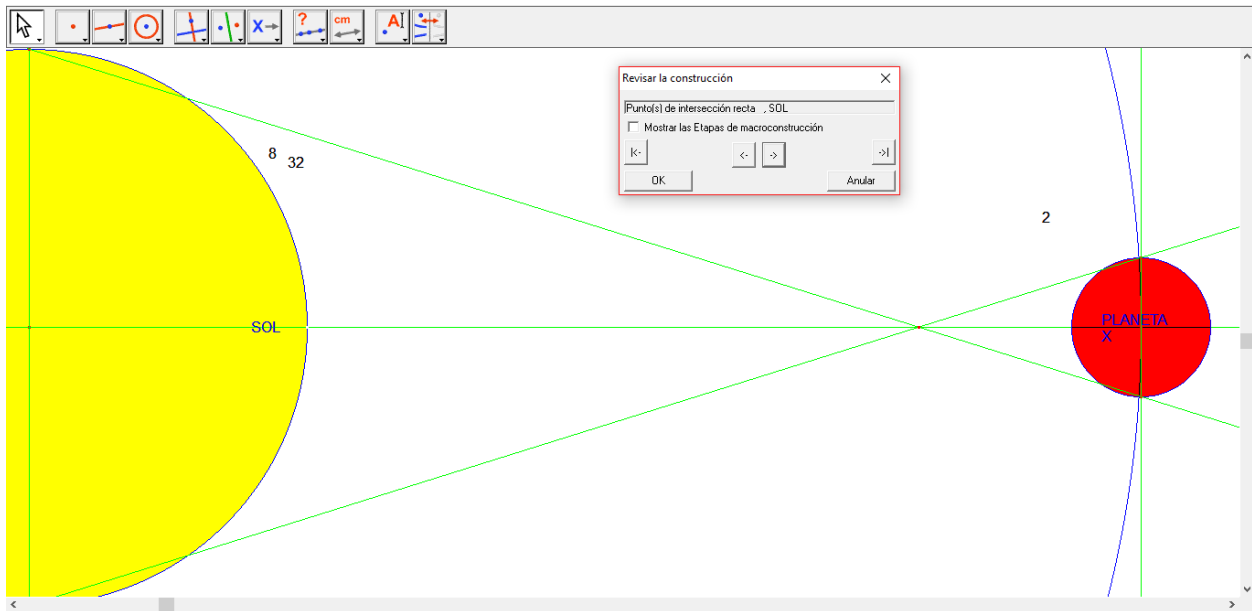 X
?
cm
A
Revisar la construcción
Punto(s) de intersección recta , SOL
Mostrar las Etapas de macroconstrucción
|<-
<-
->
->|
OK
Anular
8
32
2
SOL
PLANETA
X